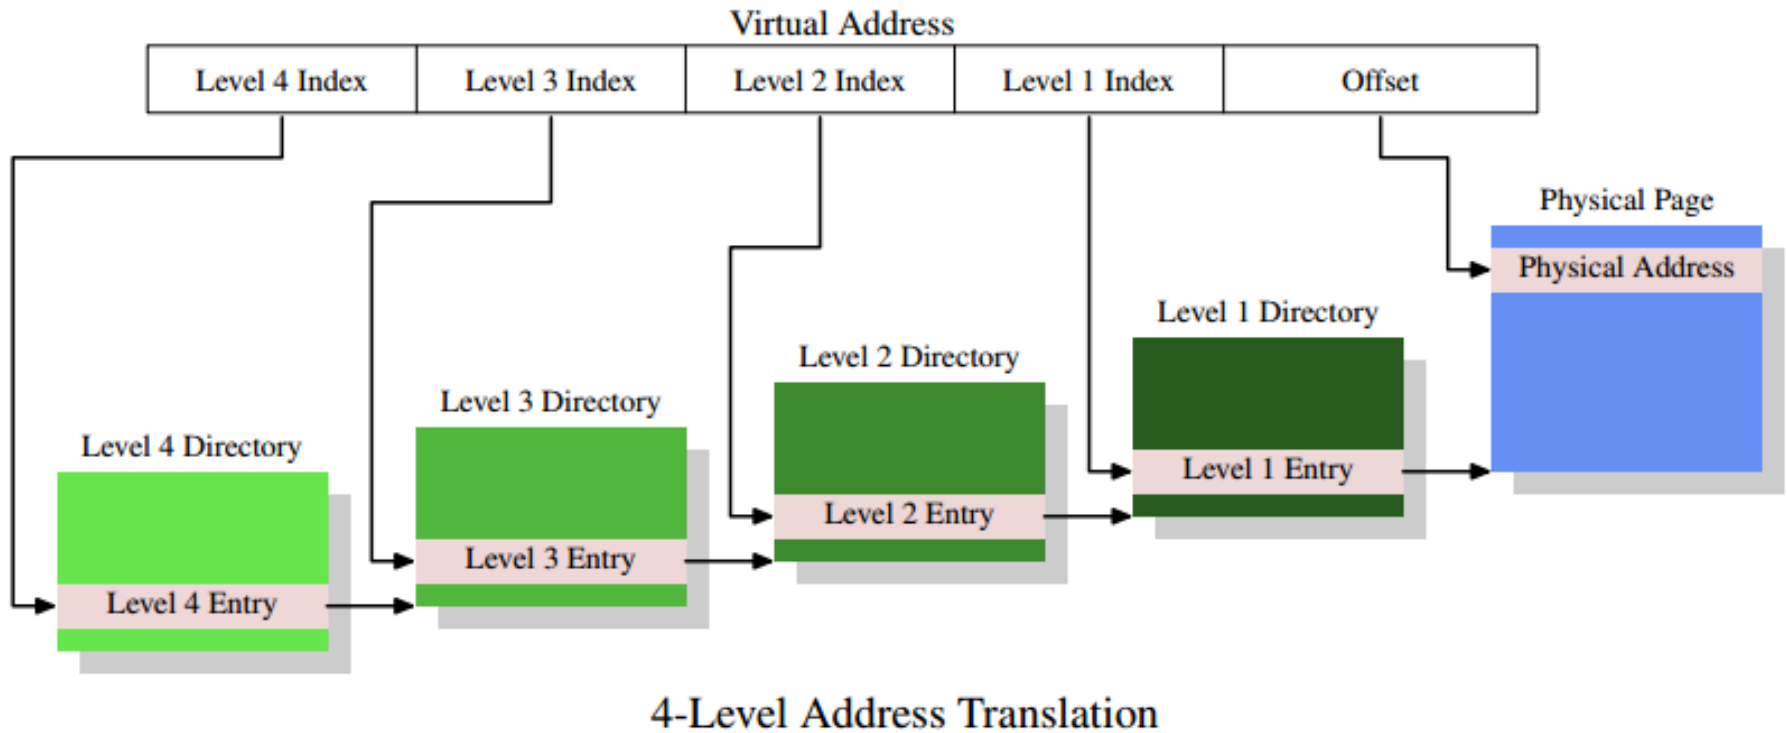 Virtual Address
Level 4 Index
Level 3 Index
Level 2 Index
Level 1 Index
Offset
Physical Page
Physical Address
Level 1 Directory
Level 2 Directory
Level 3 Directory
Level 4 Directory
Level 1 Entry
Level 2 Entry
Level 3 Entry
Level 4 Entry
4-Level Address Translation